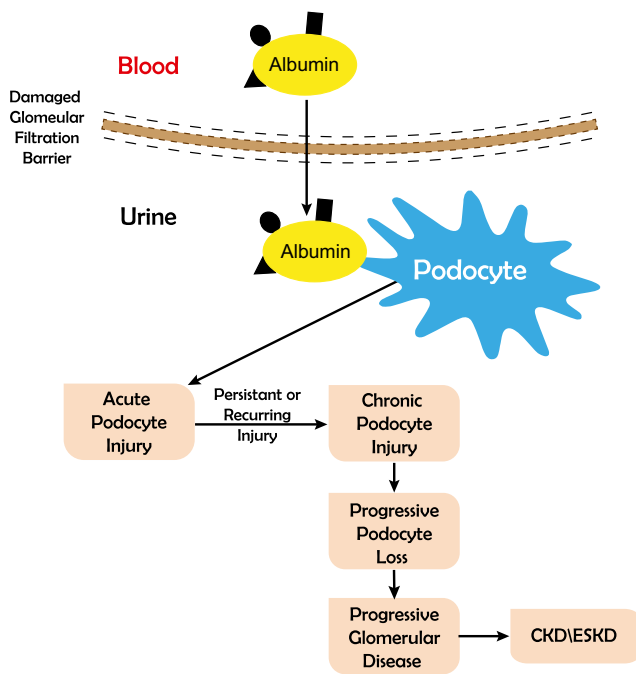 Blood
Albumin
Damaged
Glomeular
Filtration
Barrier
Urine
Albumin
Podocyte
Acute
Podocyte
Injury
Persistant or
Recurring
Injury
Chronic
Podocyte
Injury
Progressive
Podocyte
Loss
Progressive
Glomerular
Disease
CKD\ESKD